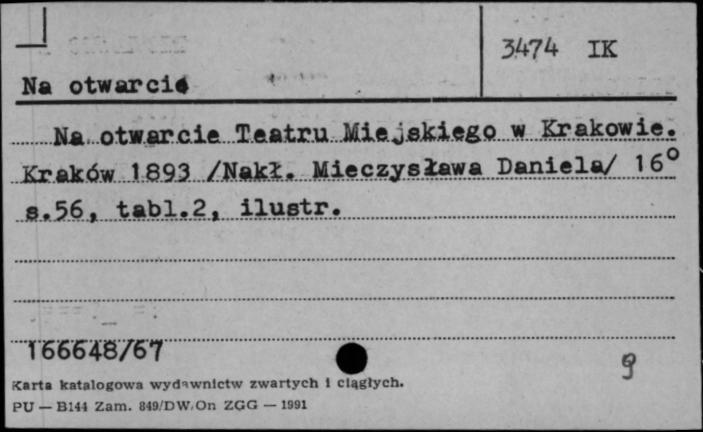 3474 IK
Na otwarcie
Na otwarcie Teatru Miejskiego w Krakowie.
Kraków 1893 /Nakł. Mieczysława Daniela/ 16°
s.56, tabl.2, ilustr.
166648/67
9
Karta katalogowa wydawnictw zwartych i ciągłych.
PU — B144 Zam. 849/DW/On ZGG — 1991